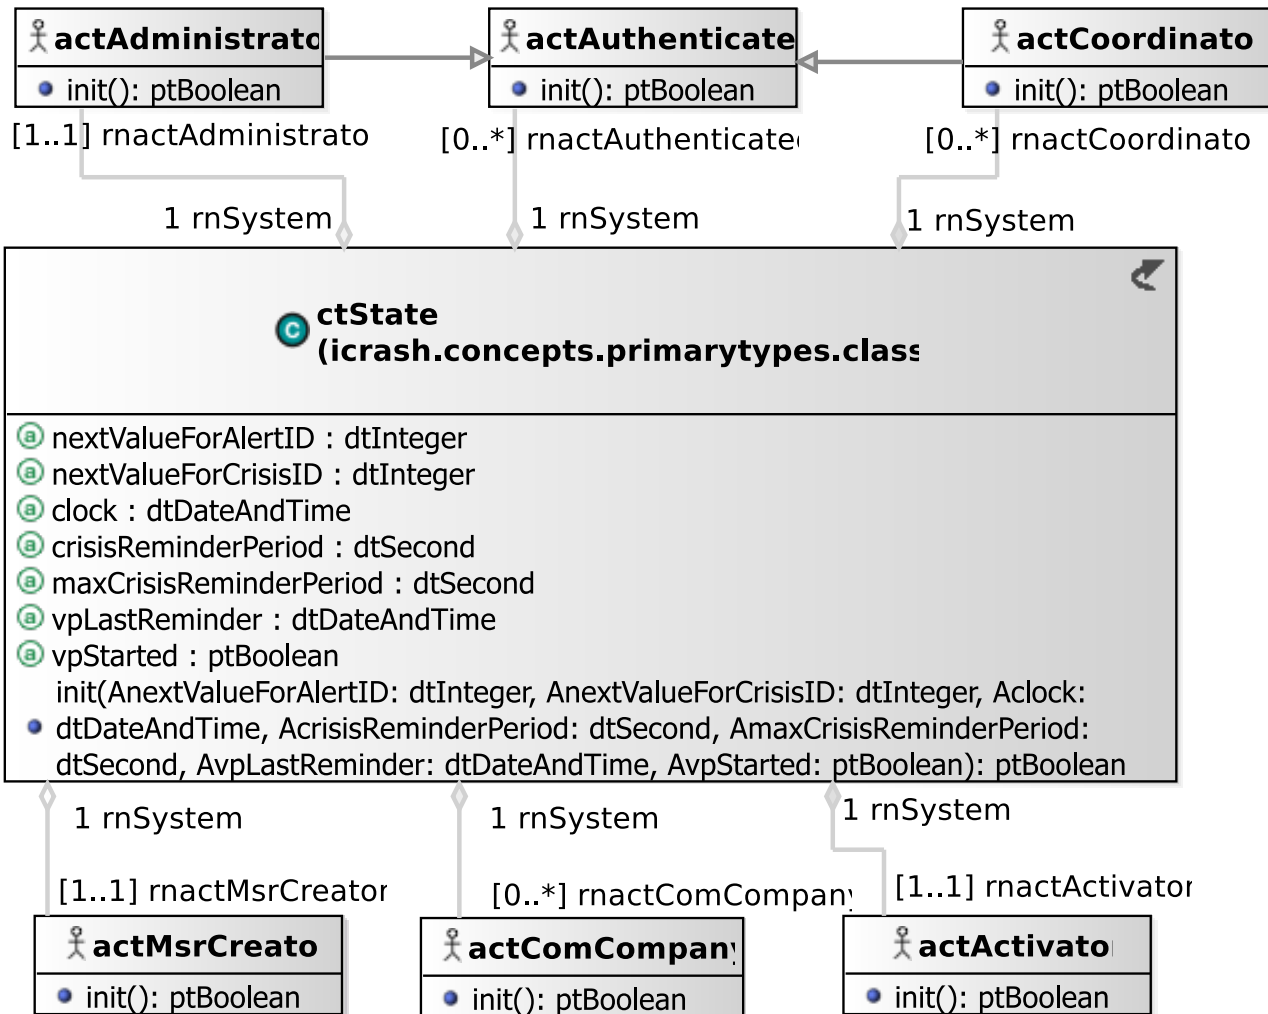 actAdministrato
init(): ptBoolean
actAuthenticate
init(): ptBoolean
actCoordinato
init(): ptBoolean
[1..1] rnactAdministrato
[0..*] rnactAuthenticate
[0..*] rnactCoordinato
1 rnSystem
1 rnSystem
1 rnSystem
C
ctState
(icrash.concepts.primarytypes.class
a nextValueForAlertID : dtInteger
a nextValueForCrisisID : dtInteger
a clock : dtDateAndTime
a crisisReminderPeriod : dtSecond
a maxCrisisReminderPeriod : dtSecond
a vpLastReminder : dtDateAndTime
a vpStarted : ptBoolean
init(AnextValueForAlertID: dtInteger, AnextValueForCrisisID: dtInteger, Aclock:
dtDateAndTime, AcrisisReminderPeriod: dtSecond, AmaxCrisisReminderPeriod:
dtSecond, AvpLastReminder: dtDateAndTime, AvpStarted: ptBoolean): ptBoolean
1 rnSystem
1 rnSystem
1 rnSystem
[1..1] rnactMsrCreator
[0..*] rnactComCompany
[1..1] rnactActivator
actMsrCreato
init(): ptBoolean
actComCompany
init(): ptBoolean
actActivato
init(): ptBoolean